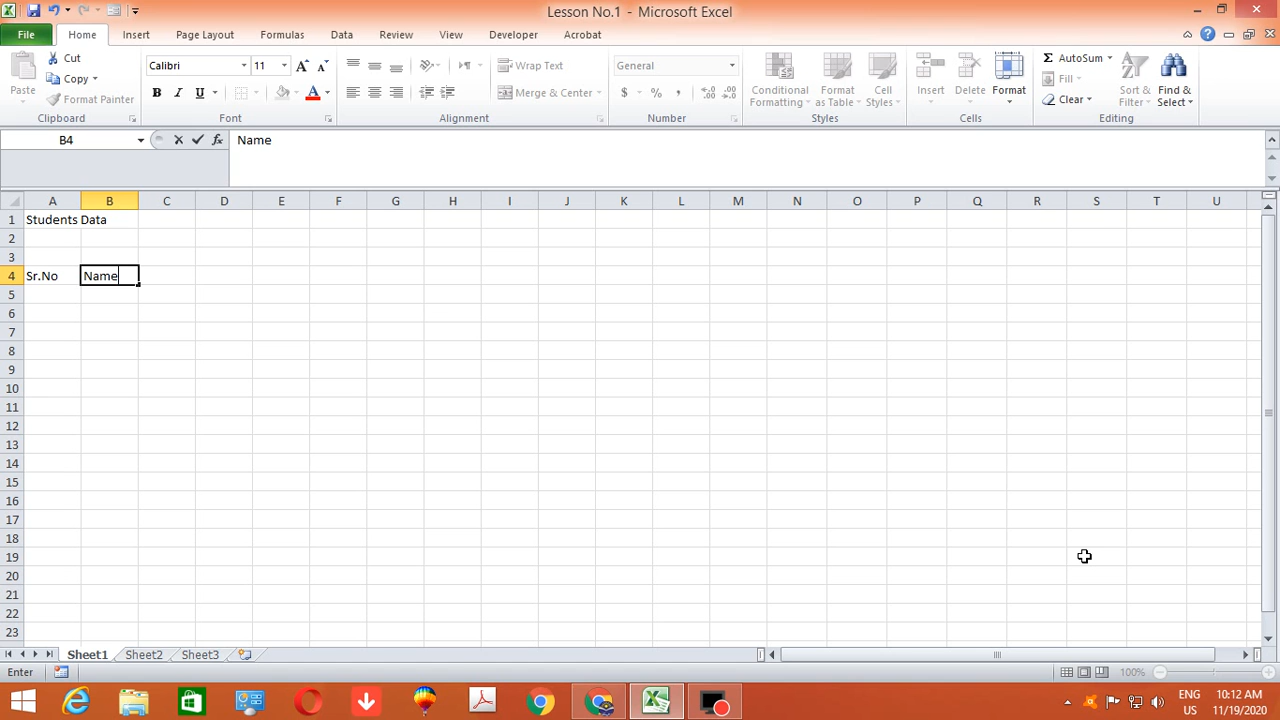 Lesson No.1 - Microsoft Excel
File Home Insert Page Layout Formulas Data Review View Developer Acrobat
Paste
Cut
Copy
Format Painter
Clipboard
Calibri 11
B I U A
Font
Wrap Text
Merge & Center
Alignment
General
$ % ,
Number
Conditional Formatting
Format as Table
Cell Styles
Styles
Insert Delete Format
Cells
Σ AutoSum
Fill
Clear
Sort & Filter
Find & Select
Editing
B4 fx Name
A B C D E F G H I J K L M N O P Q R S T U
1 Students Data
2
3
4 Sr.No Name
5
6
7
8
9
10
11
12
13
14
15
16
17
18
19
20
21
22
23
Sheet1 Sheet2 Sheet3
Enter 100%
ENG 10:12 AM
US 11/19/2020